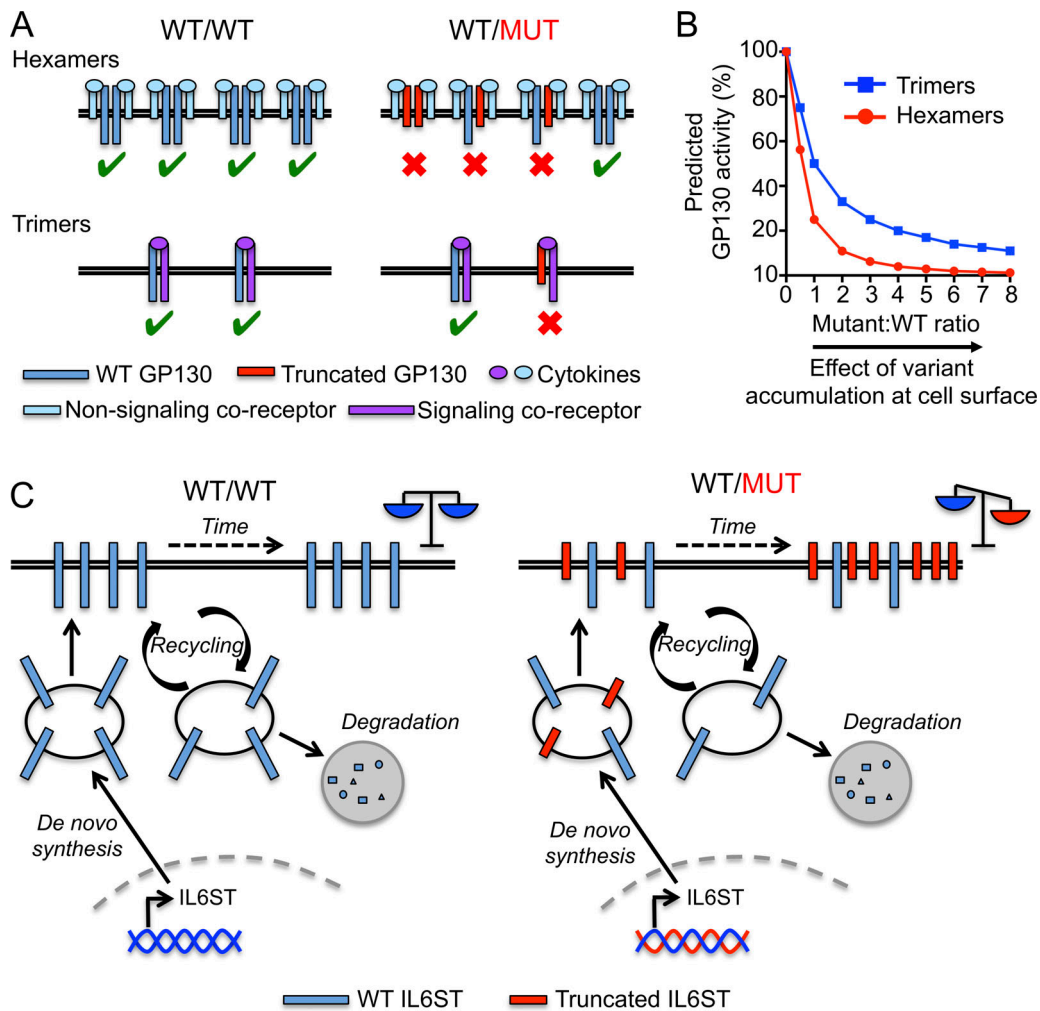 A
WT/WT
WT/MUT
Hexamers
Trimers
WT GP130
Truncated GP130
Cytokines
Non-signaling co-receptor
Signaling co-receptor
B
Predicted
GP130 activity (%)
100
80
60
40
20
10
Trimers
Hexamers
0 1 2 3 4 5 6 7 8
Mutant:WT ratio
Effect of variant
accumulation at cell surface
C
WT/WT
Time
Recycling
Degradation
De novo
synthesis
IL6ST
WT/MUT
Time
Recycling
Degradation
De novo
synthesis
IL6ST
WT IL6ST
Truncated IL6ST